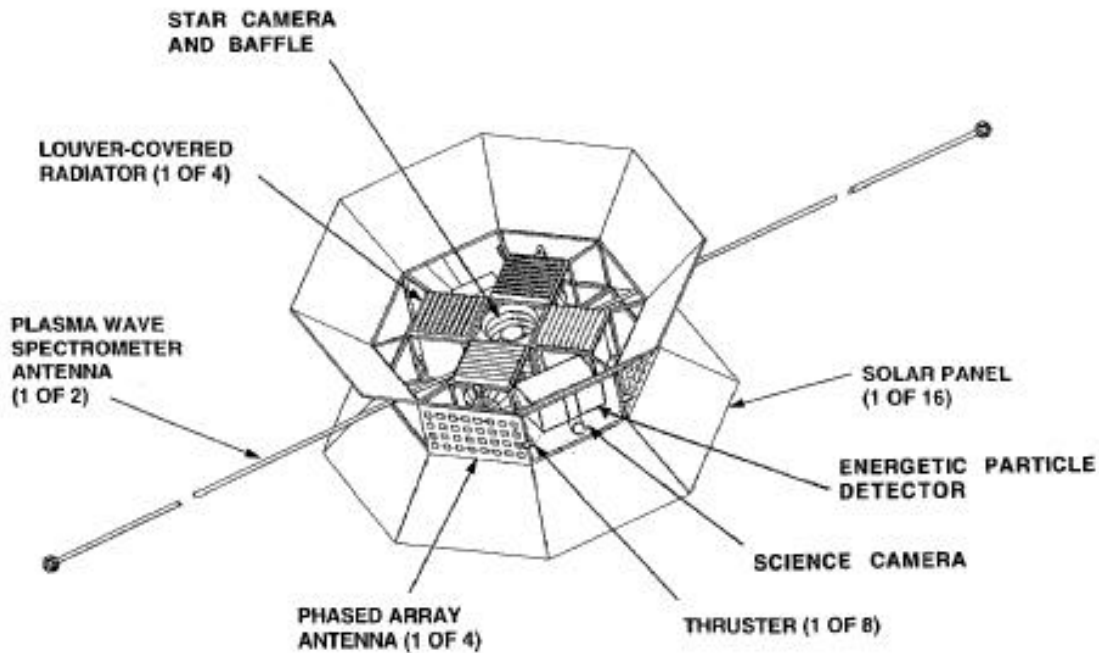 STAR CAMERA
AND BAFFLE
LOUVER-COVERED
RADIATOR (1 OF 4)
PLASMA WAVE
SPECTROMETER
ANTENNA
(1 OF 2)
SOLAR PANEL
(1 OF 16)
ENERGETIC PARTICLE
DETECTOR
SCIENCE CAMERA
THRUSTER (1 OF 8)
PHASED ARRAY
ANTENNA (1 OF 4)